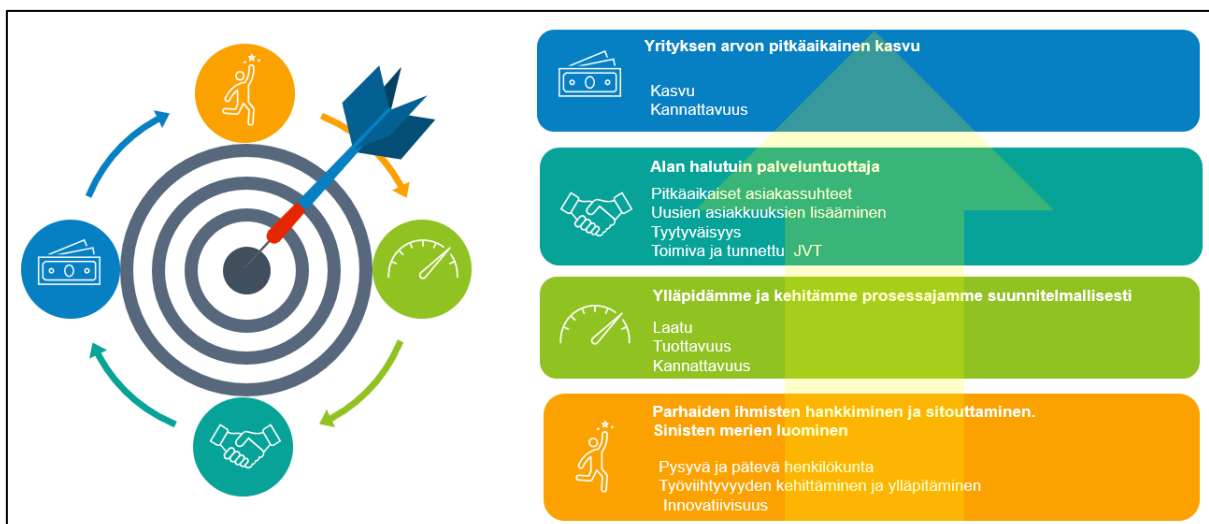 Yrityksen arvon pitkäaikainen kasvu
Kasvu
Kannattavuus
Alan halutuin palveluntuottaja
Pitkäaikaiset asiakassuhteet
Uusien asiakkuuksien lisääminen
Tyytyväisyys
Toimiva ja tunnettu JVT
Ylläpidämme ja kehitämme prosessajamme suunnitelmallisesti
Laatu
Tuottavuus
Kannattavuus
Parhaiden ihmisten hankkiminen ja sitouttaminen.
Sinisten merien luominen
Pysyvä ja pätevä henkilökunta
Työviihtyvyyden kehittäminen ja ylläpitäminen
Innovatiivisuus